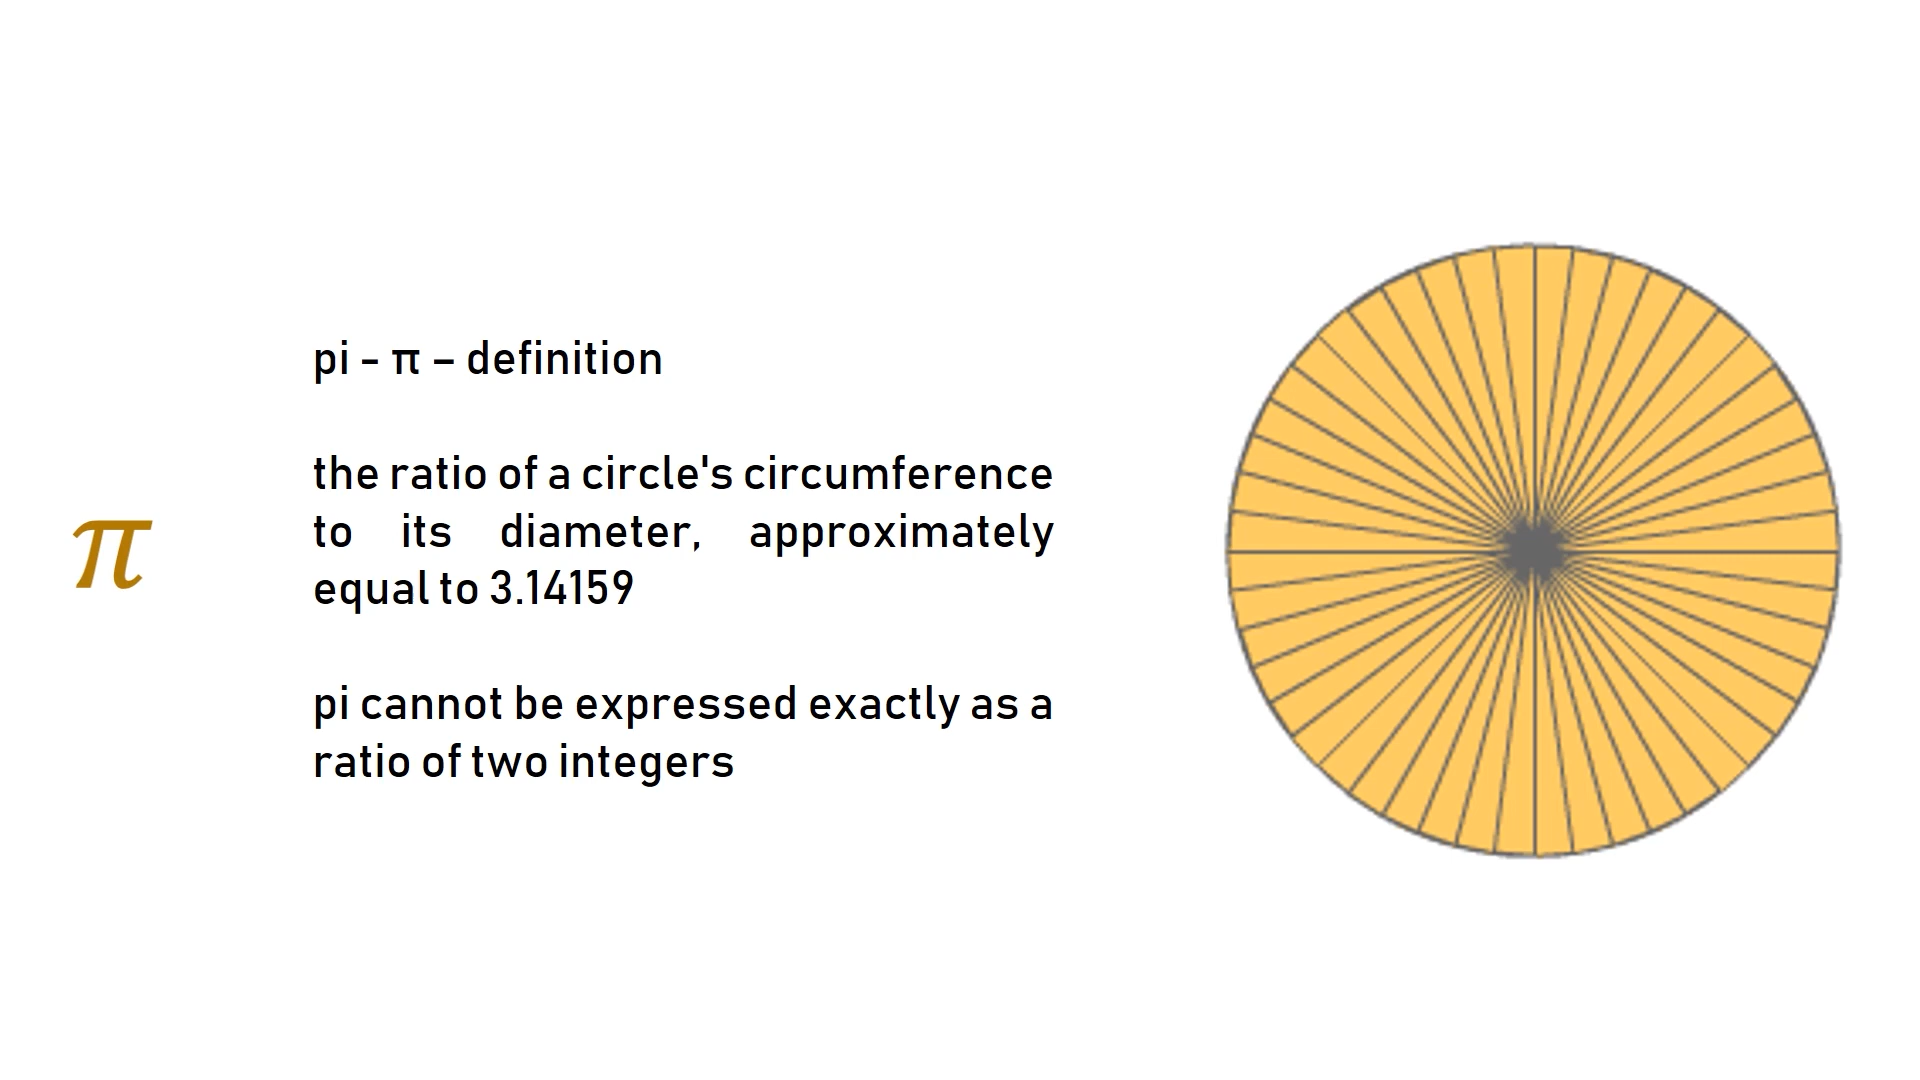 π
pi - π – definition
the ratio of a circle's circumference
to its diameter, approximately
equal to 3.14159
pi cannot be expressed exactly as a
ratio of two integers